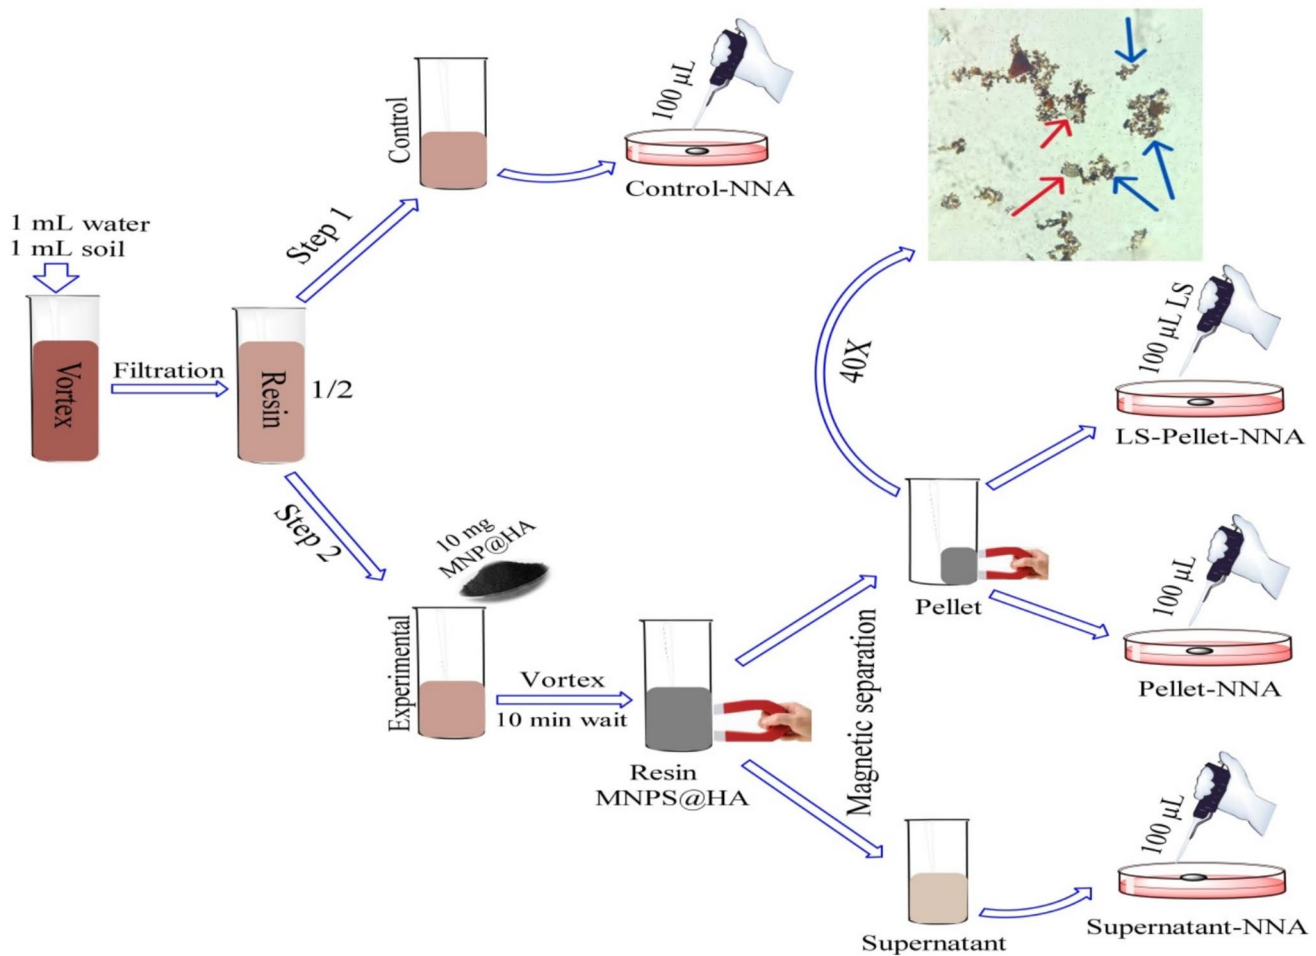 1 mL water
1 mL soil
Vortex
Filtration
Resin
1/2
Step 1
Control
100 µL
Control-NNA
Step 2
10 mg
MNP@HA
Experimental
Vortex
10 min wait
Resin
MNPS@HA
Magnetic separation
Pellet
40X
100 µL LS
LS-Pellet-NNA
100 µL
Pellet-NNA
Supernatant
100 µL
Supernatant-NNA